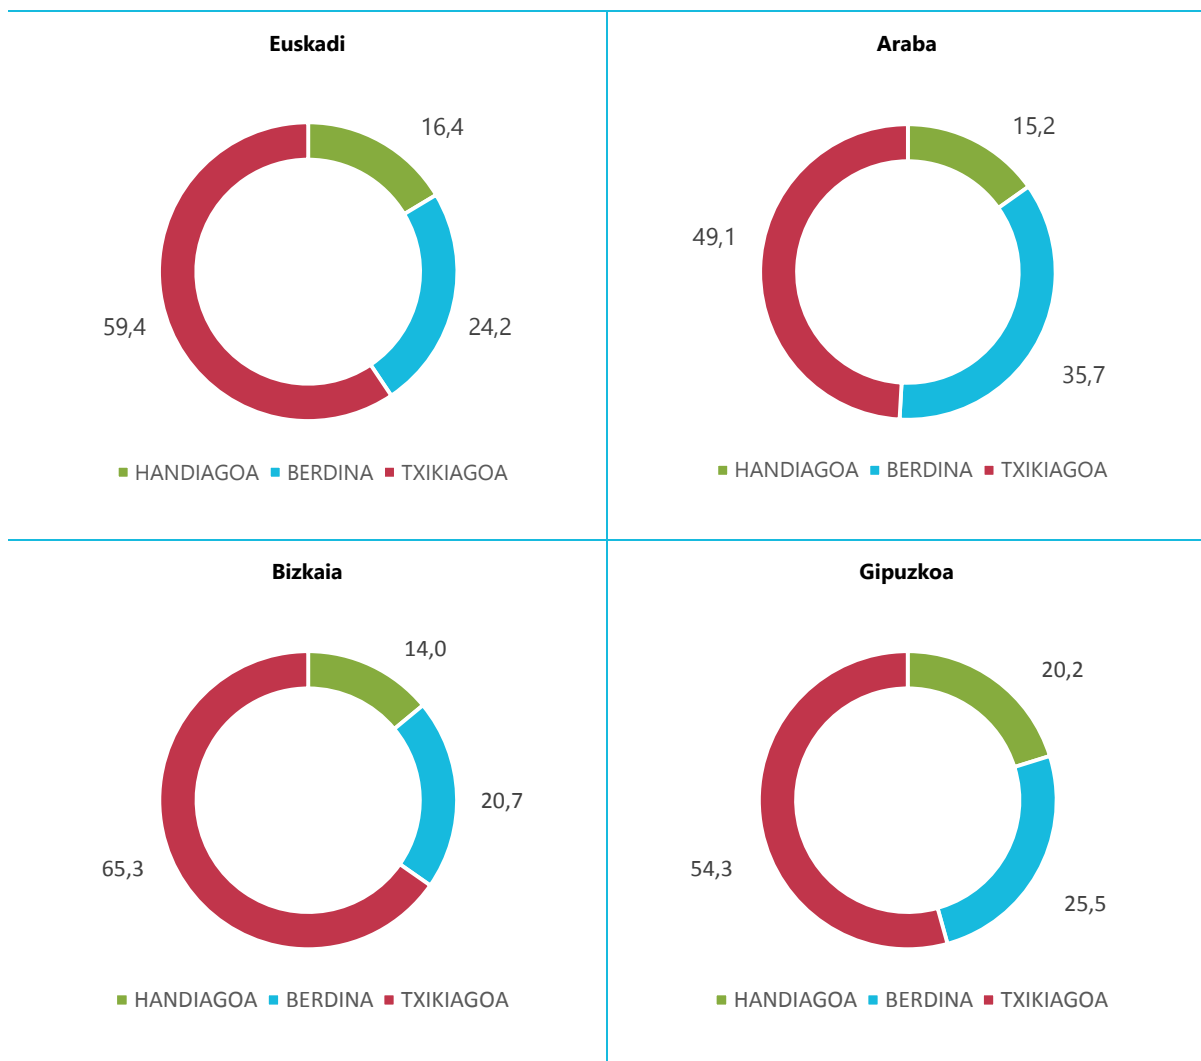 Euskadi
16,4
24,2
59,4
■ HANDIAGOA ■ BERDINA ■ TXIKIAGOA
Araba
15,2
35,7
49,1
■ HANDIAGOA ■ BERDINA ■ TXIKIAGOA
Bizkaia
14,0
20,7
65,3
■ HANDIAGOA ■ BERDINA ■ TXIKIAGOA
Gipuzkoa
20,2
25,5
54,3
■ HANDIAGOA ■ BERDINA ■ TXIKIAGOA